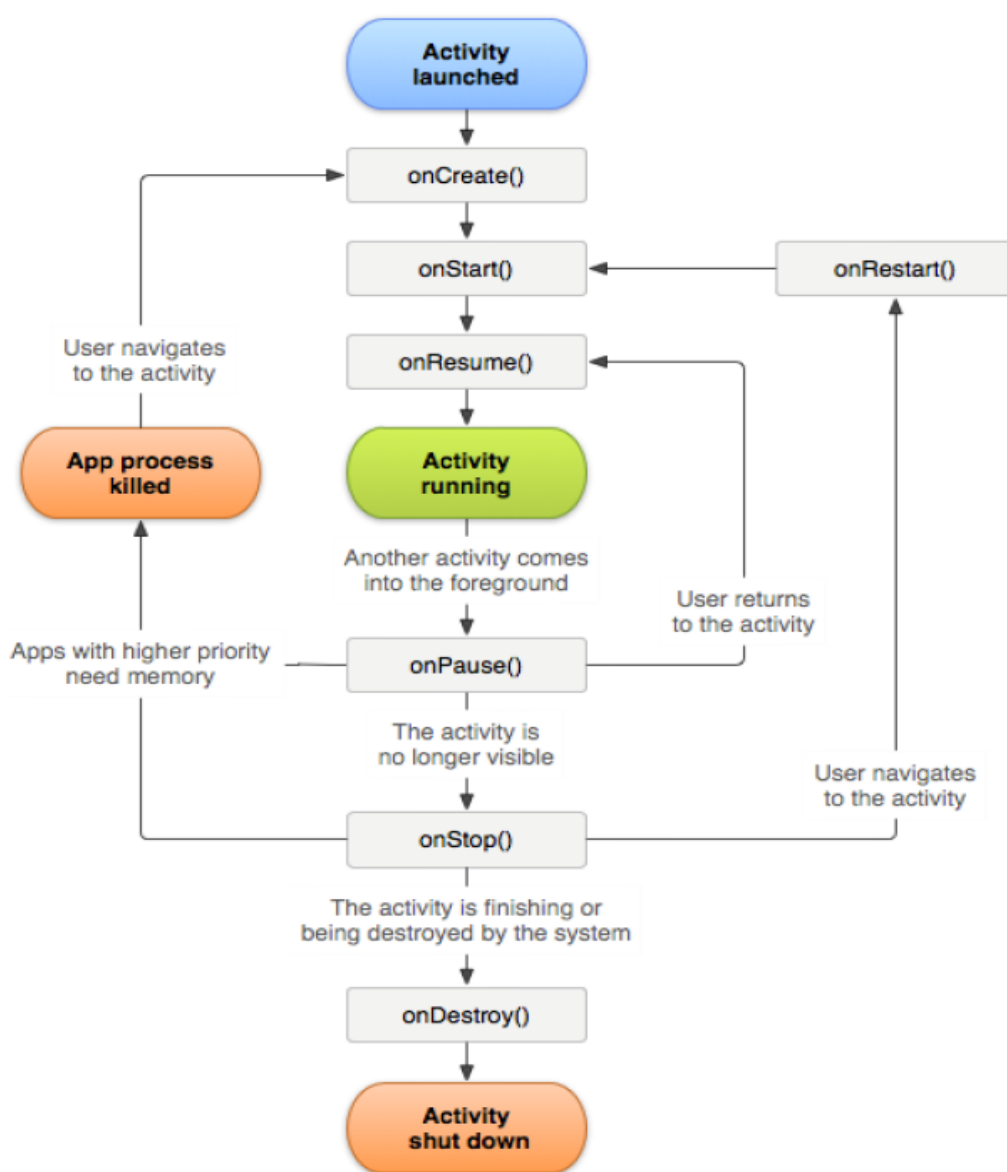 Activity
launched
onCreate()
onStart()
onRestart()
User navigates
to the activity
onResume()
App process
killed
Activity
running
Another activity comes
into the foreground
User returns
to the activity
Apps with higher priority
need memory
onPause()
The activity is
no longer visible
User navigates
to the activity
onStop()
The activity is finishing or
being destroyed by the system
onDestroy()
Activity
shut down